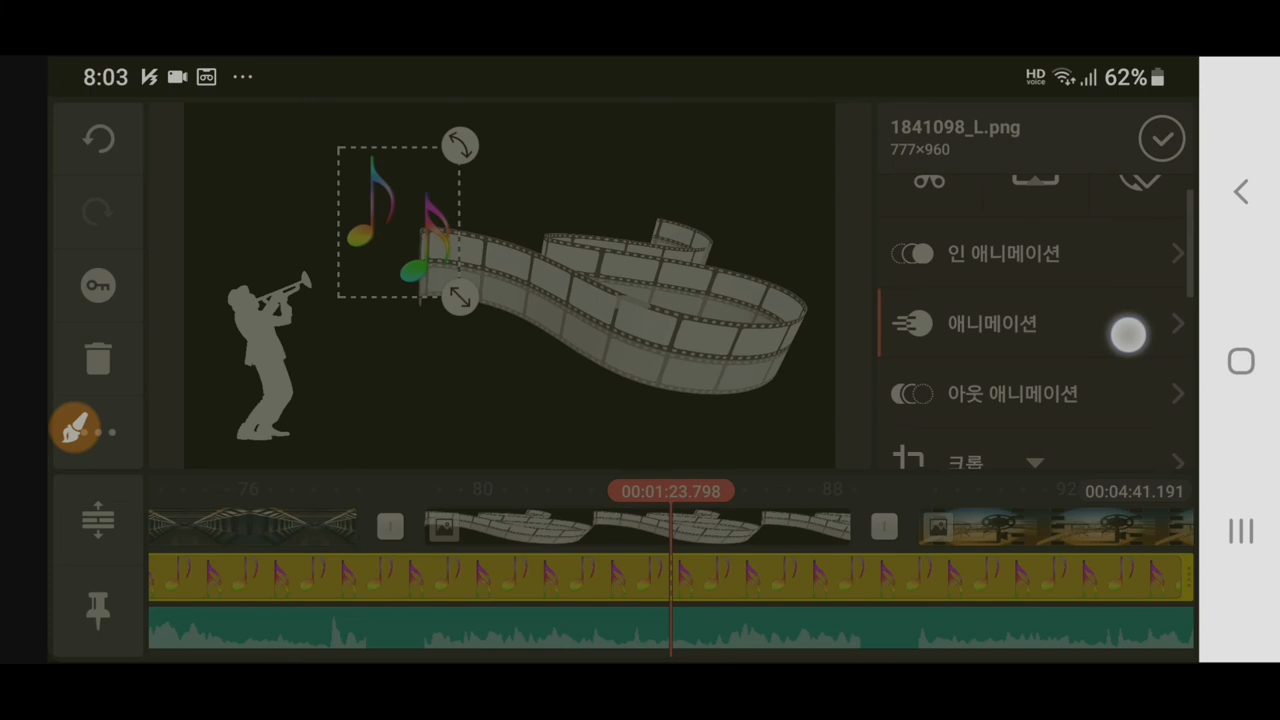 8:03
HD voice
62%
1841098_L.png
777×960
인 애니메이션
애니메이션
아웃 애니메이션
크롭
76
80
00:01:23.798
88
92
00:04:41.191